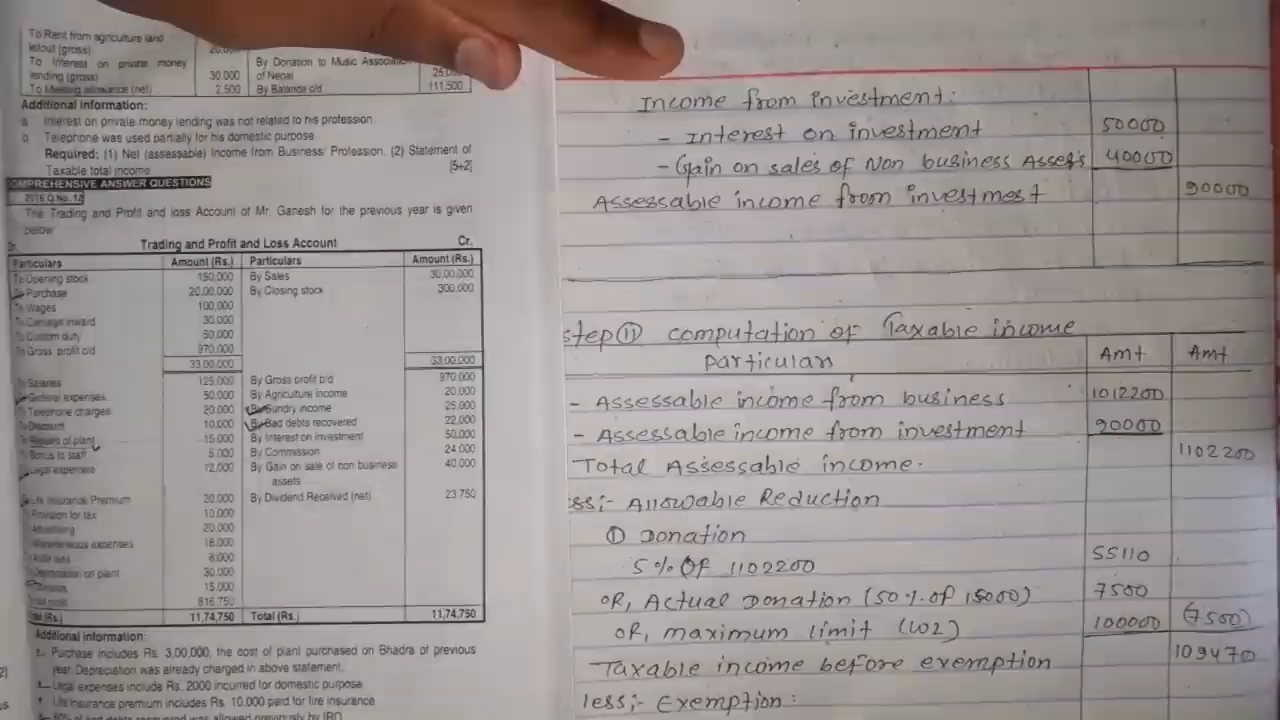 To Rent from agriculture land
letout (gross)
To Interest on private money
lending (gross) 30,000
By Donation to Music Association
of Nepal
To Meeting allowance (net) 2,500 By Balance c/d 111,500
Additional information:
a Interest on private money lending was not related to his profession.
b Telephone was used partially for his domestic purpose.
Required: (1) Net (assessable) Income from Business/ Profession, (2) Statement of
Taxable total income. [5+2]
COMPREHENSIVE ANSWER QUESTIONS
2016 Q.No. 12
The Trading and Profit and loss Account of Mr. Ganesh for the previous year is given
below
Dr. Trading and Profit and Loss Account Cr.
Particulars Amount (Rs.) Particulars Amount (Rs.)
To Opening stock 150,000 By Sales 30,00,000
To Purchase 20,00,000 By Closing stock 300,000
To Wages 100,000
To Carriage inward 30,000
To Custom duty 50,000
To Gross profit c/d 970,000
33,00,000 33,00,000
To Salaries 123,000 By Gross profit b/d 970,000
To General expenses 50,000 By Agriculture income 20,000
To Telephone charges 20,000 By Sundry income 25,000
To Discount 10,000 By Bad debts recovered 22,000
To Repairs of plant 15,000 By Interest on investment 50,000
To Bonus to staff 5,000 By Commission 24,000
To Legal expenses 12,000 By Gain on sale of non business 40,000
assets
To Life Insurance Premium 20,000 By Dividend Received (net) 23,750
To Provision for tax 10,000
To Advertising 20,000
To Miscellaneous expenses 18,000
8,000
To Depreciation on plant 30,000
15,000
To Net profit 818,750
Total (Rs.) 11,74,750 Total (Rs.) 11,74,750
Additional information:
Purchase includes Rs. 3,00,000, the cost of plant purchased on Bhadra of previous
year. Depreciation was already charged in above statement.
Legal expenses include Rs. 2000 incurred for domestic purpose.
Life insurance premium includes Rs. 10,000 paid for fire insurance.
Income from investment:
- Interest on investment 50000
- Gain on sales of Non business Assets 40000
Assessable income from investmest 90000
step (11) computation of Taxable income
particulars Amt Amt
- Assessable income from business 1012200
- Assessable income from investment 90000
Total Assessable income. 1102200
ess;- Allowable Reduction
① Donation
5% Of 1102200 55110
or, Actual Donation (50%.of 15000) 7500
or, maximum limit (LO2) 100000 (7500)
Taxable income before exemption 109470
less;- Exemption: